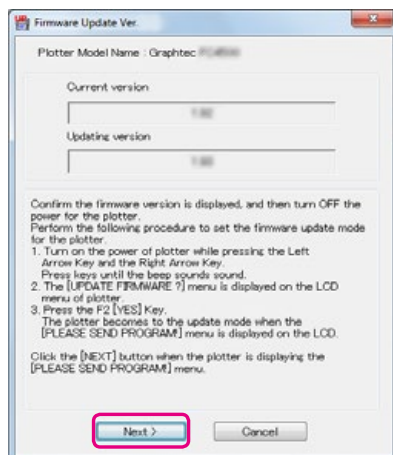 Firmware Update Ver.
Plotter Model Name : Graphtec
Current version
Updating version
Confirm the firmware version is displayed, and then turn OFF the
power for the plotter.
Perform the following procedure to set the firmware update mode
for the plotter.
1. Turn on the power of plotter while pressing the Left
Arrow Key and the Right Arrow Key.
Press keys until the beep sounds sound.
2. The [UPDATE FIRMWARE ?] menu is displayed on the LCD
menu of plotter.
3. Press the F2 [YES] Key.
The plotter becomes to the update mode when the
[PLEASE SEND PROGRAM!] menu is displayed on the LCD.
Click the [NEXT] button when the plotter is displaying the
[PLEASE SEND PROGRAM!] menu.
Next > Cancel